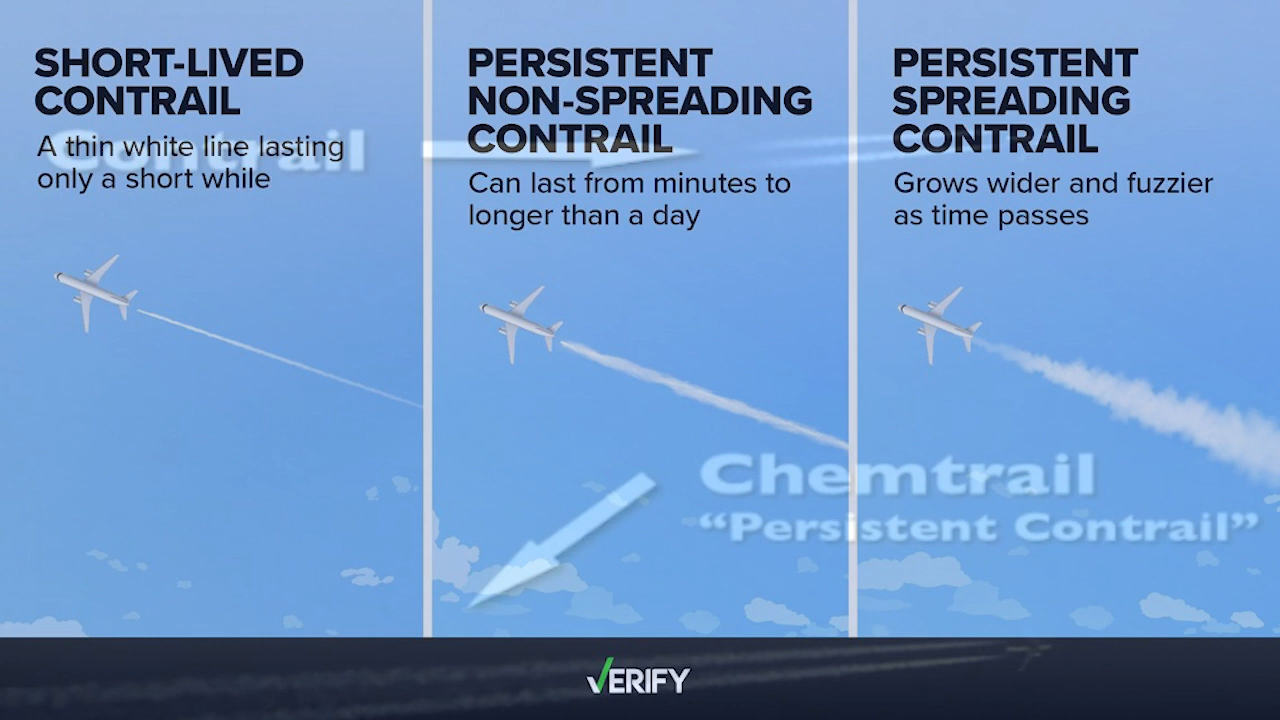 SHORT-LIVED
CONTRAIL
A thin white line lasting
only a short while
Contrail
PERSISTENT
NON-SPREADING
CONTRAIL
Can last from minutes to
longer than a day
PERSISTENT
SPREADING
CONTRAIL
Grows wider and fuzzier
as time passes
Chemtrail
“Persistent Contrail”
VERIFY